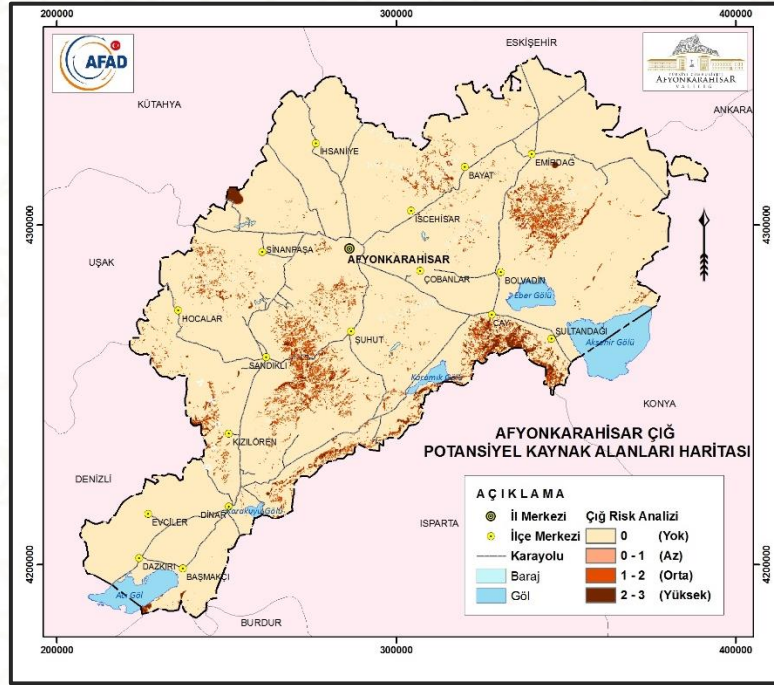 200000
300000
400000
ESKİŞEHİR
AFAD
AFYONKARAHİSAR
VALİLİĞİ
KÜTAHYA
ANKARA
İHSANİYE
EMİRDAĞ
BAYAT
İSCEHİSAR
4300000
4300000
SİNANPAŞA
AFYONKARAHİSAR
UŞAK
ÇOBANLAR
BOLVADİN
Eber Gölü
HOCALAR
ÇAY
ŞUHUT
SULTANDAĞI
Akşehir Gölü
SANDIKLI
Karamık Gölü
KONYA
KIZILÖREN
AFYONKARAHİSAR ÇIĞ
POTANSİYEL KAYNAK ALANLARI HARİTASI
DENİZLİ
AÇIKLAMA
İl Merkezi
İlçe Merkezi
Karayolu
Baraj
Göl
Çığ Risk Analizi
0 (Yok)
0 - 1 (Az)
1 - 2 (Orta)
2 - 3 (Yüksek)
DİNAR
Karakuyu Gölü
EVCİLER
ISPARTA
DAZKIRI
BAŞMAKÇI
4200000
4200000
Acı Göl
BURDUR
200000
300000
400000